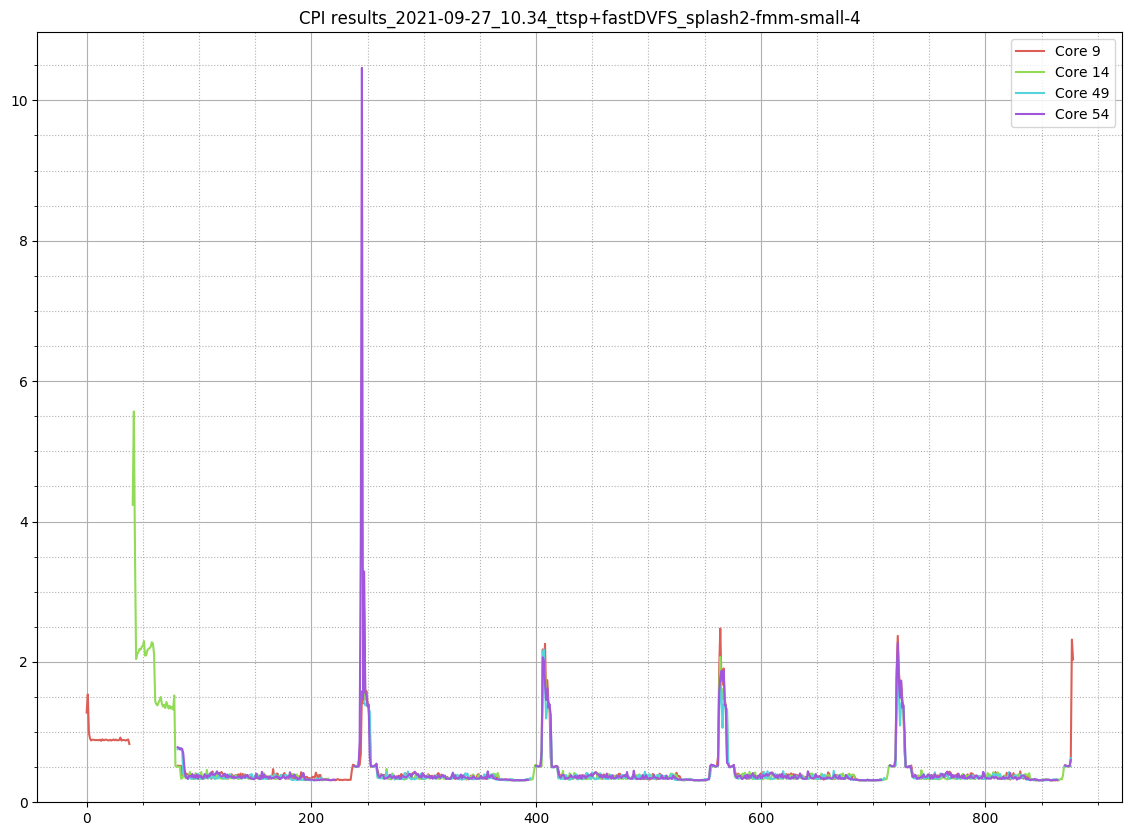 CPI results_2021-09-27_10.34_ttsp+fastDVFS_splash2-fmm-small-4
Core 9
Core 14
Core 49
Core 54
10
8
6
4
2
0
0 200 400 600 800